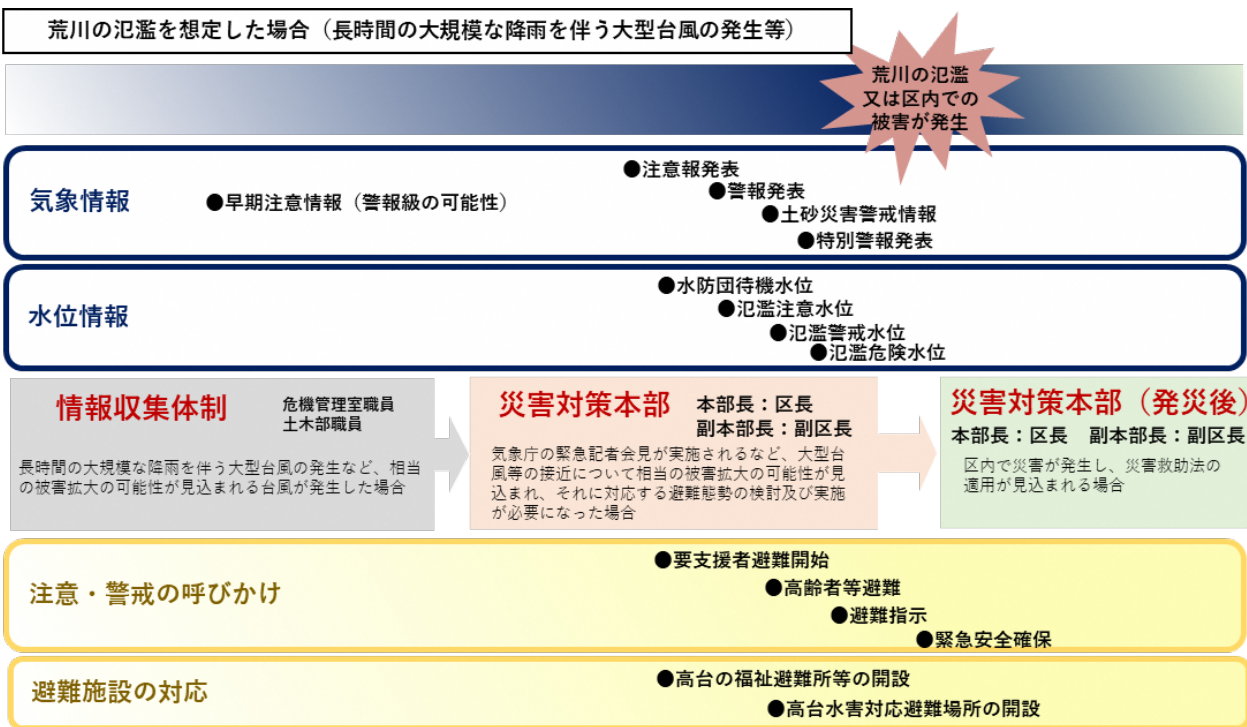 荒川の氾濫を想定した場合（長時間の大規模な降雨を伴う大型台風の発生等）
荒川の氾濫
又は区内での
被害が発生
気象情報
●早期注意情報（警報級の可能性）
●注意報発表
●警報発表
●土砂災害警戒情報
●特別警報発表
水位情報
●水防団待機水位
●氾濫注意水位
●氾濫警戒水位
●氾濫危険水位
情報収集体制
危機管理室職員
土木部職員
長時間の大規模な降雨を伴う大型台風の発生など、相当
の被害拡大の可能性が見込まれる台風が発生した場合
災害対策本部
本部長：区長
副本部長：副区長
気象庁の緊急記者会見が実施されるなど、大型台
風等の接近について相当の被害拡大の可能性が見
込まれ、それに対応する避難態勢の検討及び実施
が必要になった場合
災害対策本部（発災後）
本部長：区長　副本部長：副区長
区内で災害が発生し、災害救助法の
適用が見込まれる場合
注意・警戒の呼びかけ
●要支援者避難開始
●高齢者等避難
●避難指示
●緊急安全確保
避難施設の対応
●高台の福祉避難所等の開設
●高台水害対応避難場所の開設